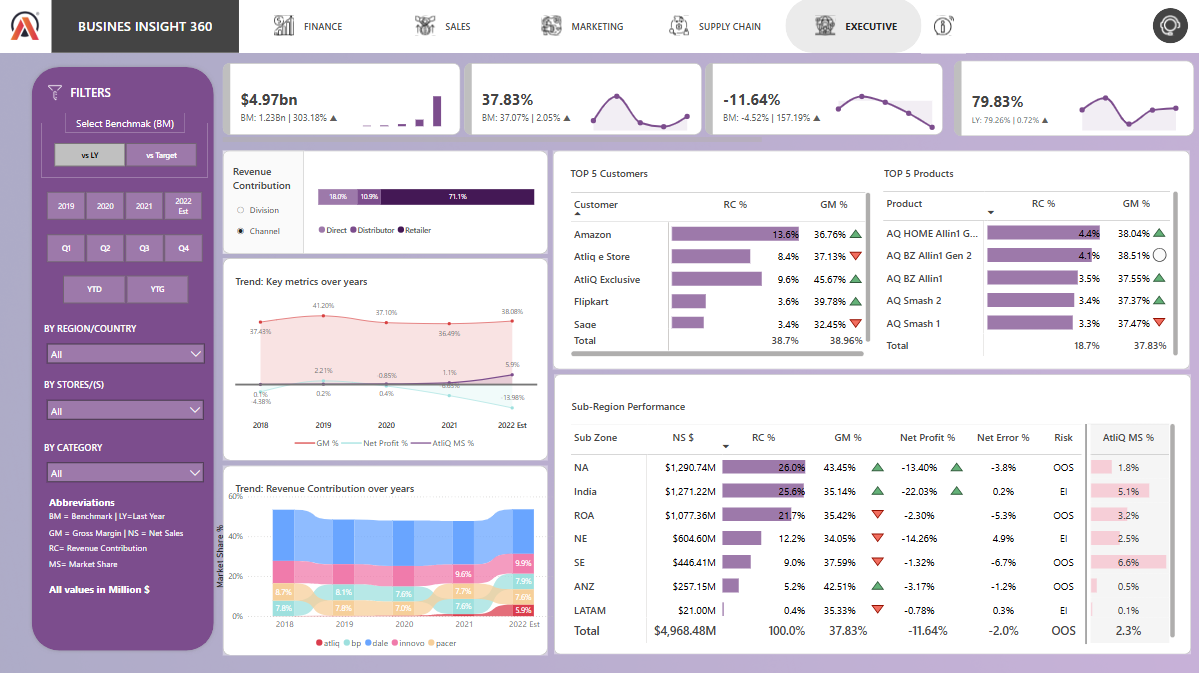 BUSINES INSIGHT 360
FINANCE
SALES
MARKETING
SUPPLY CHAIN
EXECUTIVE
FILTERS
Select Benchmak (BM)
vs LY
vs Target
2019
2020
2021
2022 Est
Q1
Q2
Q3
Q4
YTD
YTG
BY REGION/COUNTRY
All
BY STORES/(S)
All
BY CATEGORY
All
Abbreviations
BM = Benchmark | LY=Last Year
GM = Gross Margin | NS = Net Sales
RC= Revenue Contribution
MS= Market Share
All values in Million $
$4.97bn
BM: 1.23Bn | 303.18% ▲
37.83%
BM: 37.07% | 2.05% ▲
-11.64%
BM: -4.52% | 157.19% ▲
79.83%
LY: 79.26% | 0.72% ▲
Revenue
Contribution
Division
Channel
18.0% 10.9% 71.1%
Direct Distributor Retailer
Trend: Key metrics over years
41.20%
37.43% 37.10% 36.49% 38.08%
2.21% 0.85% 1.1% 5.9%
0.1% 0.2% 0.4%
-4.38% -13.98%
2018 2019 2020 2021 2022 Est
GM % Net Profit % AtliQ MS %
Trend: Revenue Contribution over years
Market Share %
60%
40%
20%
0%
9.6% 9.9%
8.7% 8.1% 7.6% 7.7% 7.9%
7.6%
7.8% 7.8% 7.0% 7.6% 5.9%
2018 2019 2020 2021 2022 Est
atliq bp dale innovo pacer
TOP 5 Customers
Customer RC % GM %
Amazon 13.6% 36.76%
Atliq e Store 8.4% 37.13%
AtliQ Exclusive 9.6% 45.67%
Flipkart 3.6% 39.78%
Sage 3.4% 32.45%
Total 38.7% 38.96%
TOP 5 Products
Product RC % GM %
AQ HOME Allin1 G... 4.4% 38.04%
AQ BZ Allin1 Gen 2 4.1% 38.51%
AQ BZ Allin1 3.5% 37.55%
AQ Smash 2 3.4% 37.37%
AQ Smash 1 3.3% 37.47%
Total 18.7% 37.83%
Sub-Region Performance
Sub Zone NS $ RC % GM % Net Profit % Net Error % Risk AtliQ MS %
NA $1,290.74M 26.0% 43.45% -13.40% -3.8% OOS 1.8%
India $1,271.22M 25.6% 35.14% -22.03% 0.2% EI 5.1%
ROA $1,077.36M 21.7% 35.42% -2.30% -5.3% OOS 3.2%
NE $604.60M 12.2% 34.05% -14.26% 4.9% EI 2.5%
SE $446.41M 9.0% 37.59% -1.32% -6.7% OOS 6.6%
ANZ $257.15M 5.2% 42.51% -3.17% -1.2% OOS 0.5%
LATAM $21.00M 0.4% 35.33% -0.78% 0.3% EI 0.1%
Total $4,968.48M 100.0% 37.83% -11.64% -2.0% OOS 2.3%